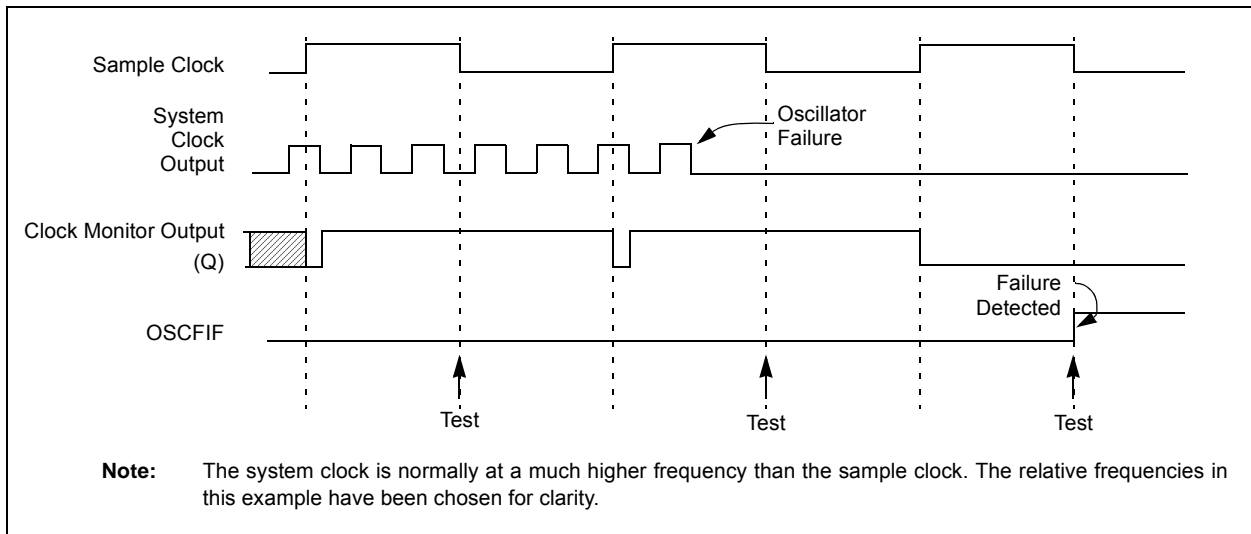 Sample Clock
System
Clock
Output
Oscillator
Failure
Clock Monitor Output
(Q)
Failure
Detected
OSCFIF
Test
Test
Test
Note: The system clock is normally at a much higher frequency than the sample clock. The relative frequencies in
this example have been chosen for clarity.